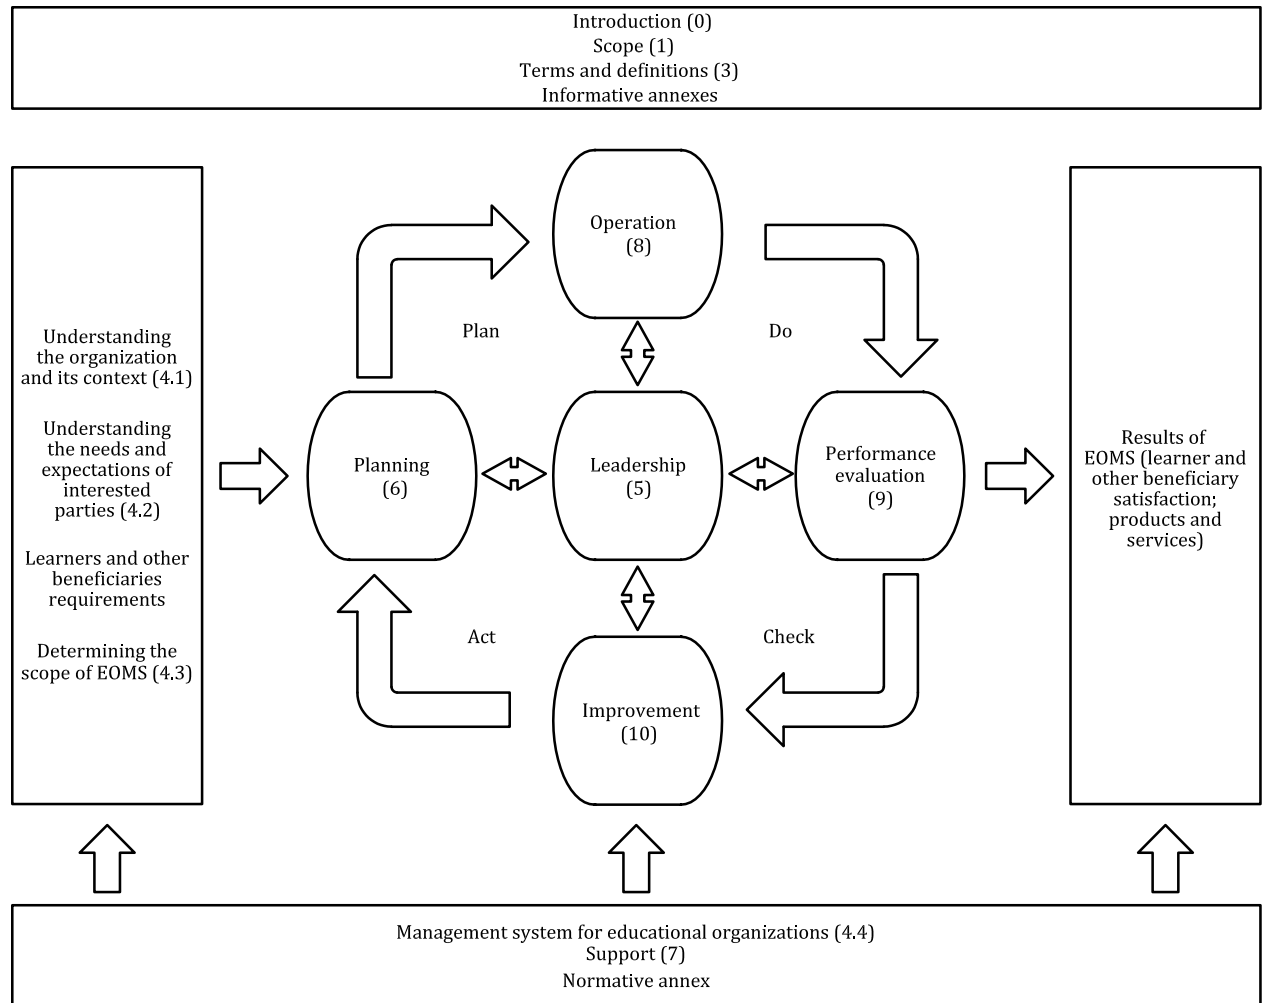 Introduction (0)
Scope (1)
Terms and definitions (3)
Informative annexes
Understanding
the organization
and its context (4.1)
Understanding
the needs and
expectations of
interested
parties (4.2)
Learners and other
beneficiaries
requirements
Determining the
scope of EOMS (4.3)
Operation
(8)
Plan
Do
Planning
(6)
Leadership
(5)
Performance
evaluation
(9)
Act
Check
Improvement
(10)
Results of
EOMS (learner and
other beneficiary
satisfaction;
products and
services)
Management system for educational organizations (4.4)
Support (7)
Normative annex